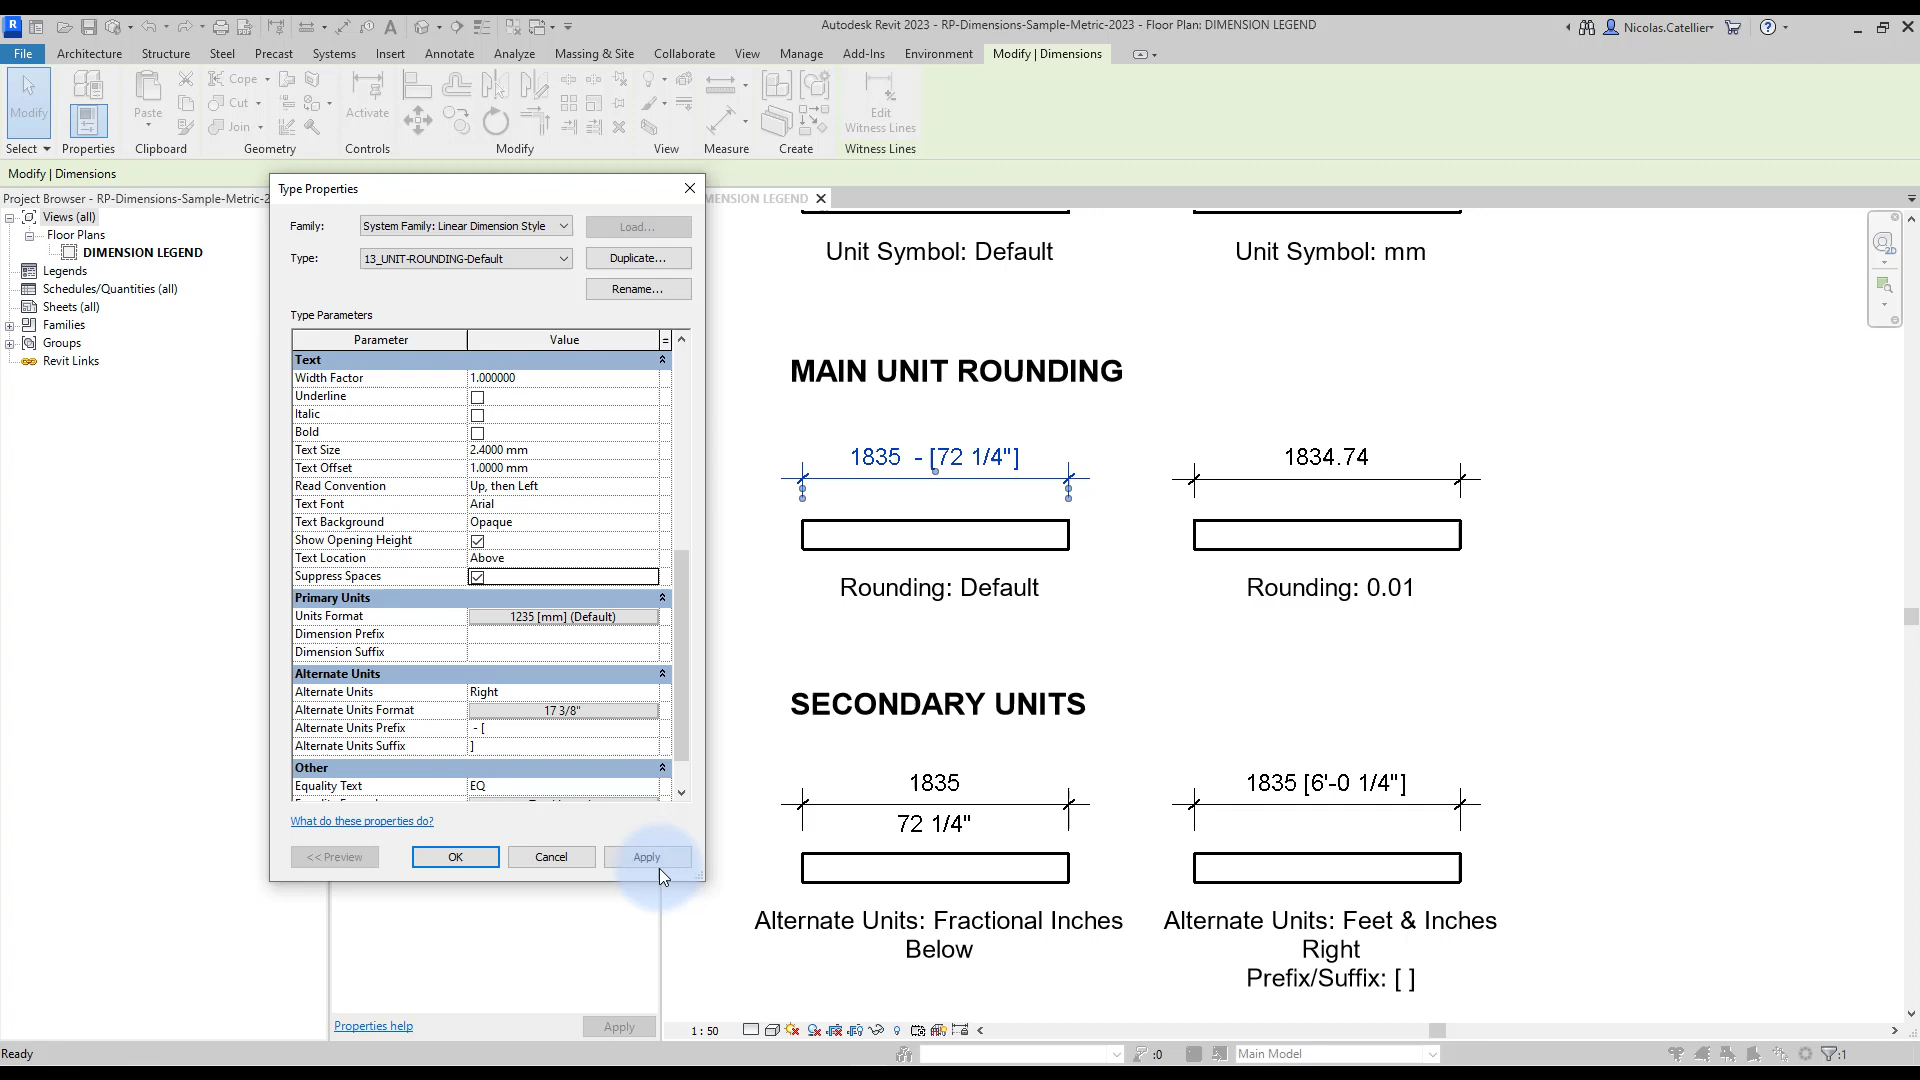 Autodesk Revit 2023 - RP-Dimensions-Sample-Metric-2023 - Floor Plan: DIMENSION LEGEND
Nicolas.Catellier
File Architecture Structure Steel Precast Systems Insert Annotate Analyze Massing & Site Collaborate View Manage Add-Ins Environment Modify | Dimensions
Modify Paste Cope Cut Join Activate Edit Witness Lines
Select Properties Clipboard Geometry Controls Modify View Measure Create Witness Lines
Modify | Dimensions
Project Browser - RP-Dimensions-Sample-Metric-2
Views (all)
Floor Plans
DIMENSION LEGEND
Legends
Schedules/Quantities (all)
Sheets (all)
Families
Groups
Revit Links
Type Properties
Family: System Family: Linear Dimension Style Load...
Type: 13_UNIT-ROUNDING-Default Duplicate...
Rename...
Type Parameters
Parameter Value =
Text
Width Factor 1.000000
Underline
Italic
Bold
Text Size 2.4000 mm
Text Offset 1.0000 mm
Read Convention Up, then Left
Text Font Arial
Text Background Opaque
Show Opening Height
Text Location Above
Suppress Spaces
Primary Units
Units Format 1235 [mm] (Default)
Dimension Prefix
Dimension Suffix
Alternate Units
Alternate Units Right
Alternate Units Format 17 3/8"
Alternate Units Prefix - [
Alternate Units Suffix ]
Other
Equality Text EQ
What do these properties do?
<< Preview OK Cancel Apply
Properties help Apply
MENSION LEGEND
Unit Symbol: Default Unit Symbol: mm
MAIN UNIT ROUNDING
1835 - [72 1/4"] 1834.74
Rounding: Default Rounding: 0.01
SECONDARY UNITS
1835 1835 [6'-0 1/4"]
72 1/4"
Alternate Units: Fractional Inches
Below
Alternate Units: Feet & Inches
Right
Prefix/Suffix: [ ]
1 : 50
Ready :0 Main Model :1